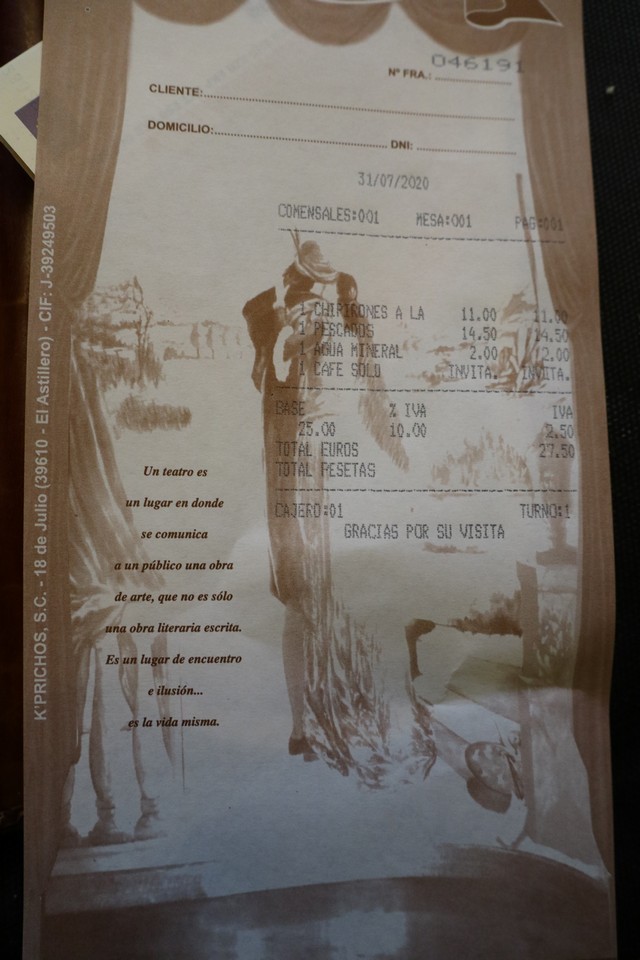 Nº FRA.: 046191
CLIENTE:
DOMICILIO: DNI:
31/07/2020
COMENSALES:001 MESA:001 PAG:001
1 CHIPIRONES A LA 11.00 11.00
1 PESCADOS 14.50 14.50
1 AGUA MINERAL 2.00 2.00
1 CAFE SOLO INVITA. INVITA.
BASE % IVA IVA
25.00 10.00 2.50
TOTAL EUROS 27.50
TOTAL PESETAS
CAJERO:01 TURNO:1
GRACIAS POR SU VISITA
Un teatro es
un lugar en donde
se comunica
a un público una obra
de arte, que no es sólo
una obra literaria escrita.
Es un lugar de encuentro
e ilusión...
es la vida misma.
K'PRICHOS, S.C. - 18 de Julio (39610 - El Astillero) - CIF: J-39249503